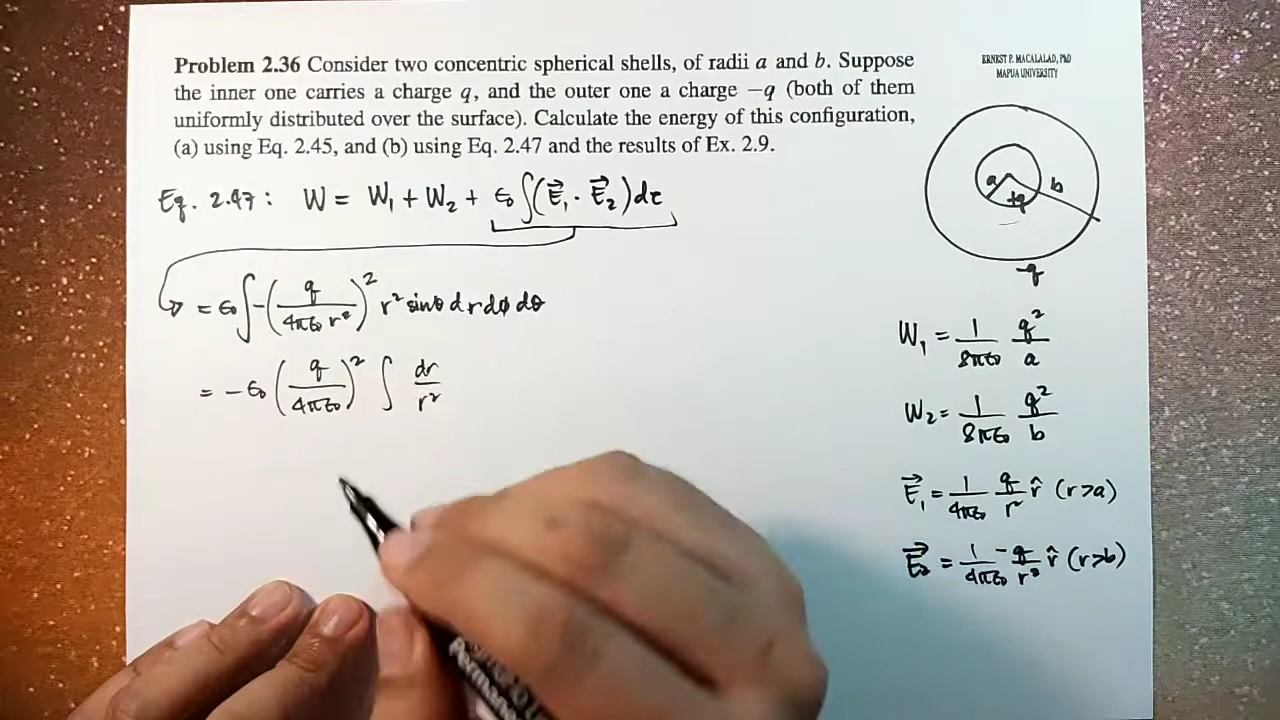 Problem 2.36 Consider two concentric spherical shells, of radii a and b. Suppose
the inner one carries a charge q, and the outer one a charge −q (both of them
uniformly distributed over the surface). Calculate the energy of this configuration,
(a) using Eq. 2.45, and (b) using Eq. 2.47 and the results of Ex. 2.9.
ERNEST P. MACALALAD, PhD
MAPUA UNIVERSITY
a b
+q
-q
Eq. 2.47: W = W₁ + W₂ + ε₀∫(E⃗₁ · E⃗₂)dτ
= ε₀∫-(q/4πε₀r²)² r² sinθ dr dφ dθ
= -ε₀(q/4πε₀)² ∫ dr/r²
W₁ = 1/8πε₀ q²/a
W₂ = 1/8πε₀ q²/b
E⃗₁ = 1/4πε₀ q/r² r̂ (r>a)
E⃗₂ = 1/4πε₀ -q/r² r̂ (r>b)
Permanent